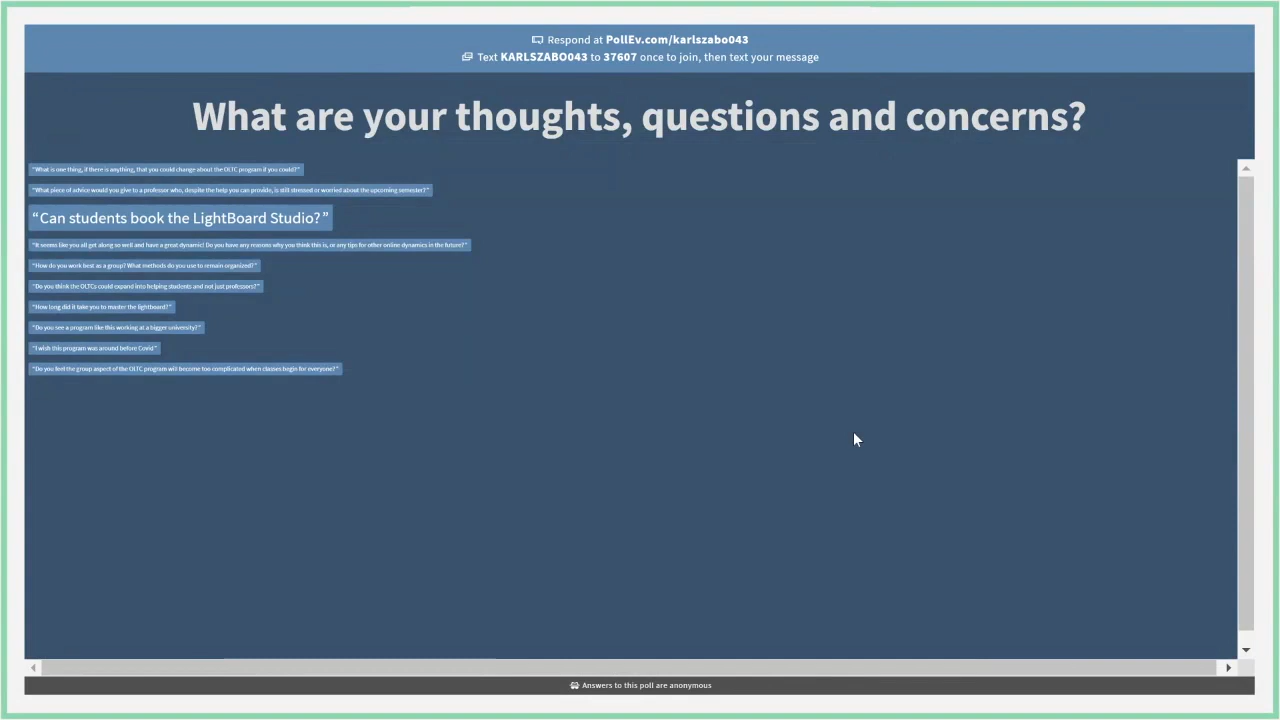 Respond at PollEv.com/karlszabo043
Text KARLSZABO043 to 37607 once to join, then text your message
What are your thoughts, questions and concerns?
"What is one thing, if there is anything, that you could change about the OLTC program if you could?"
"What piece of advice would you give to a professor who, despite the help you can provide, is still stressed or worried about the upcoming semester?"
"Can students book the LightBoard Studio?"
"It seems like you all get along so well and have a great dynamic! Do you have any reasons why you think this is, or any tips for other online dynamics in the future?"
"How do you work best as a group? What methods do you use to remain organized?"
"Do you think the OLTCs could expand into helping students and not just professors?"
"How long did it take you to master the lightboard?"
"Do you see a program like this working at a bigger university?"
"I wish this program was around before Covid"
"Do you feel the group aspect of the OLTC program will become too complicated when classes begin for everyone?"
Answers to this poll are anonymous